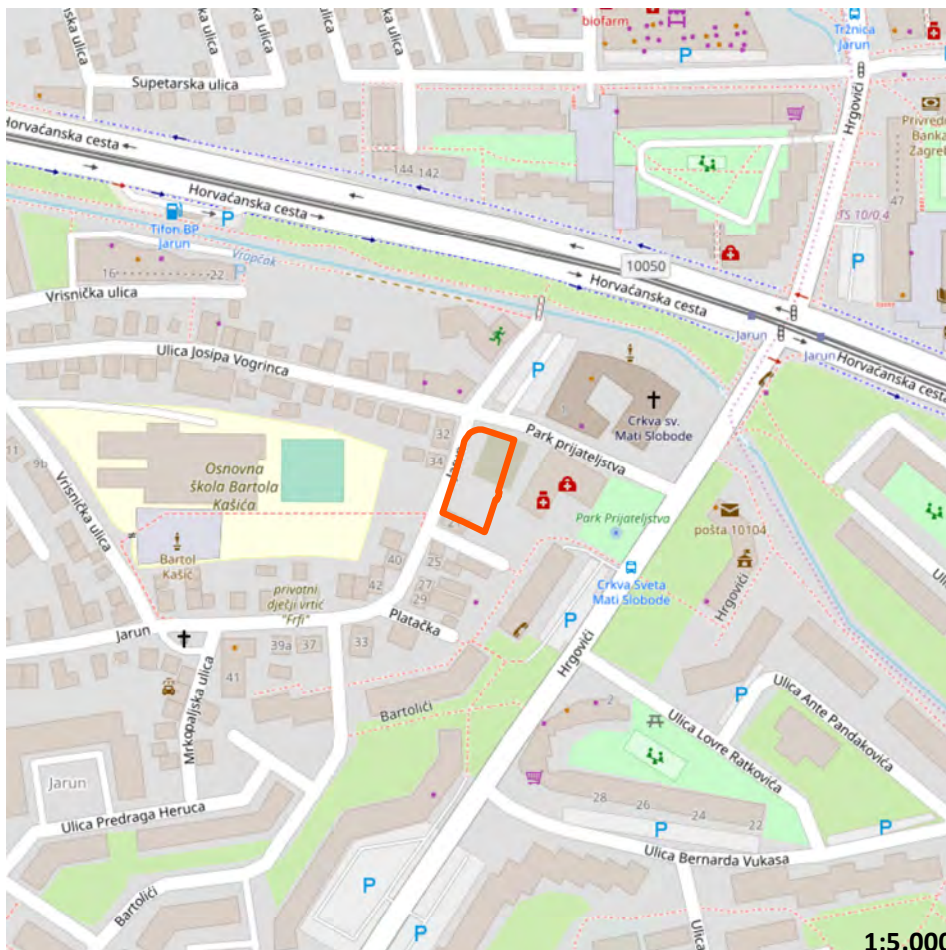 biofarm
Tržnica
Jarun
Supetarska ulica
Hrgovići
Privredna
Banka
Zagreb
Horvaćanska cesta
144
142
Horvaćanska cesta
47
TS 10/0,4
Tifon BP
Jarun
P
Vrapčak
10050
16
22
Vrisnička ulica
Horvaćanska cesta
Jarun
Jarun
Horvaćanska cesta
Ulica Josipa Vogrinca
Crkva sv.
Mati Slobode
Park prijateljstva
32
34
Jarun
11
9b
Osnovna
škola Bartola
Kašića
Vrisnička ulica
Park Prijateljstva
pošta 10104
Bartol
Kašić
40
25
42
27
29
privatni
dječji vrtić
"Frfi"
Platačka
Crkva Sveta
Mati Slobode
Hrgovići
Hrgovići
Jarun
39a
37
33
41
Mrkopaljska ulica
Bartolići
2
Ulica Lovre Ratkovića
Ulica Ante Pandakovića
Jarun
Ulica Predraga Heruca
28
26
24
22
Ulica Bernarda Vukasa
Bartolići
Ulica
1:5.000